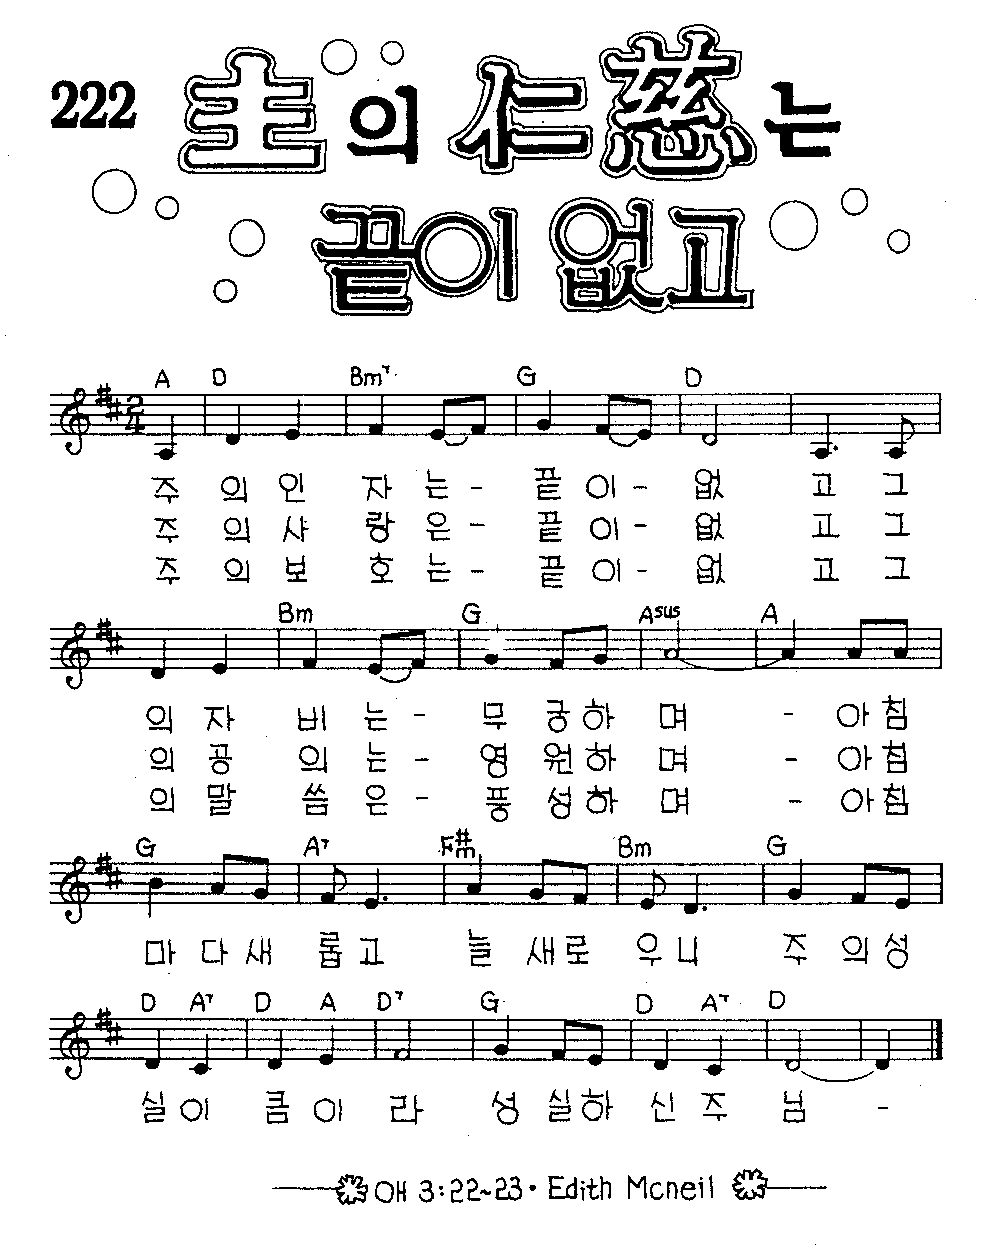 222 主의 仁慈는
끝이 없고
A D Bm7 G D
2/4
주 의 인 자 는 - 끝 이 - 없 고 그
주 의 사 랑 은 - 끝 이 - 없 고 그
주 의 보 호 는 - 끝 이 - 없 고 그
Bm G Asus A
의 자 비 는 - 무 궁 하 며 - 아 침
의 공 의 는 - 영 원 하 며 - 아 침
의 말 씀 은 - 풍 성 하 며 - 아 침
G A7 F#m Bm G
마 다 새 롭 고 늘 새 로 우 니 주 의 성
D A7 D A D7 G D A7 D
실 이 큼 이 라 성 실 하 신 주 님 -
애 3:22~23 · Edith Mcneil